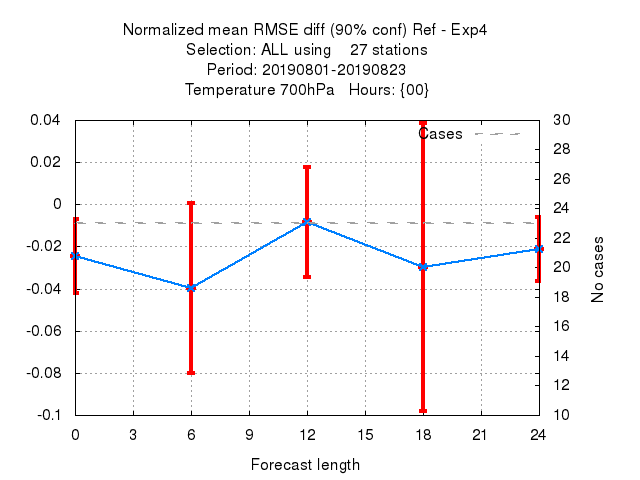 Normalized mean RMSE diff (90% conf) Ref - Exp4
Selection: ALL using    27 stations
Period: 20190801-20190823
Temperature 700hPa   Hours: {00}
Cases
0.04
0.02
0
-0.02
-0.04
-0.06
-0.08
-0.1
30
28
26
24
22
20
18
16
14
12
10
No cases
0 3 6 9 12 15 18 21 24
Forecast length